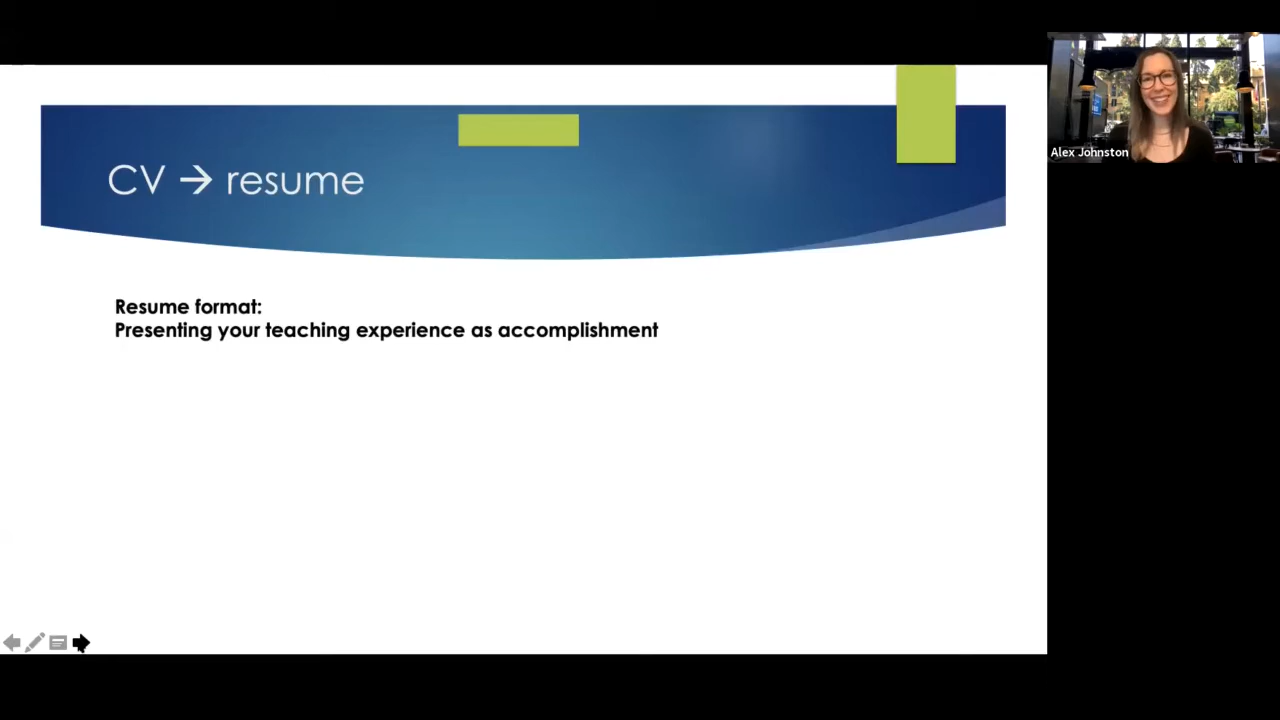 CV → resume
Resume format:
Presenting your teaching experience as accomplishment
Alex Johnston